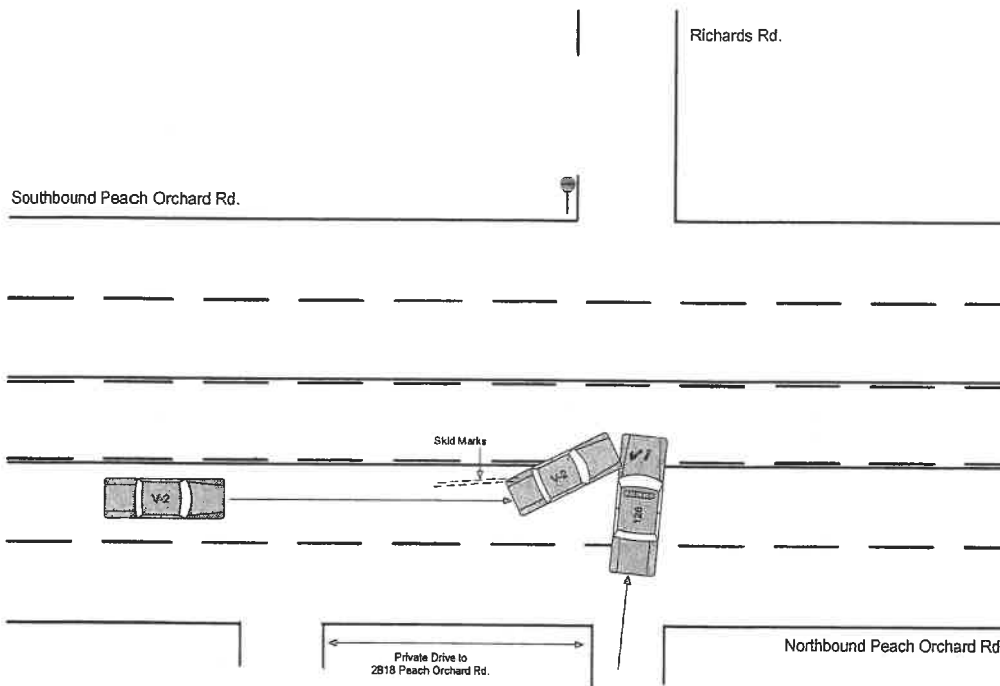 Richards Rd.
Southbound Peach Orchard Rd.
Skid Marks
V-2
V-2
V1
126
Northbound Peach Orchard Rd
Private Drive to
2818 Peach Orchard Rd.